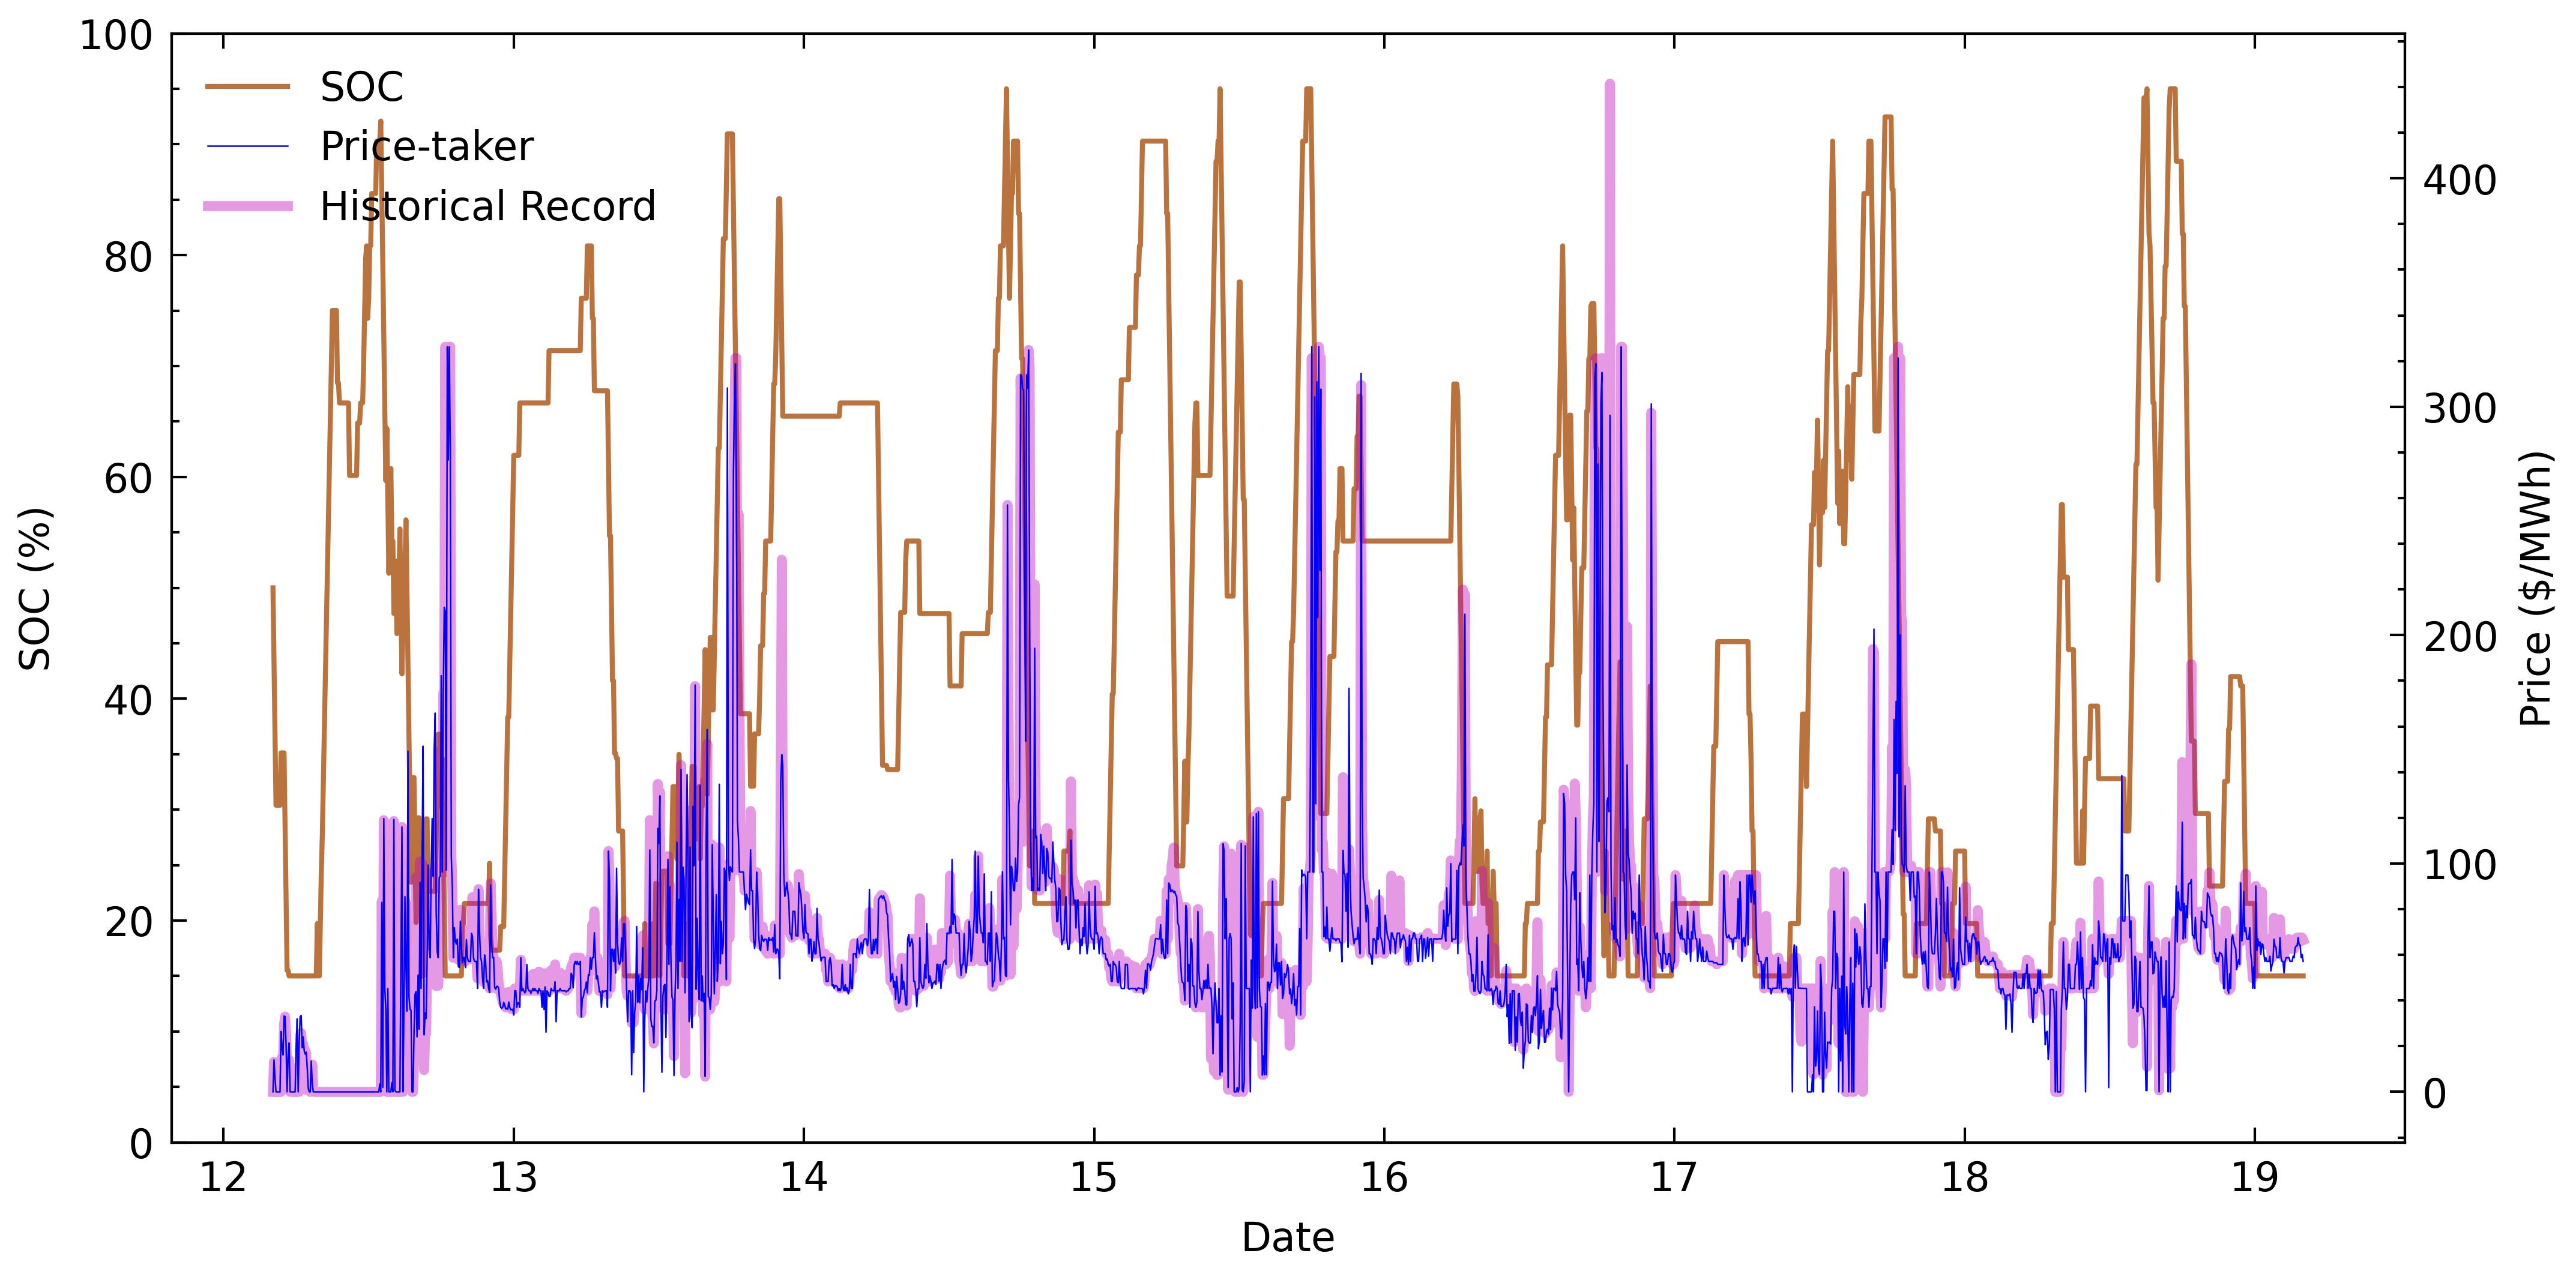 SOC
Price-taker
Historical Record
100
80
60
40
20
0
SOC (%)
400
300
200
100
0
Price ($/MWh)
12 13 14 15 16 17 18 19
Date